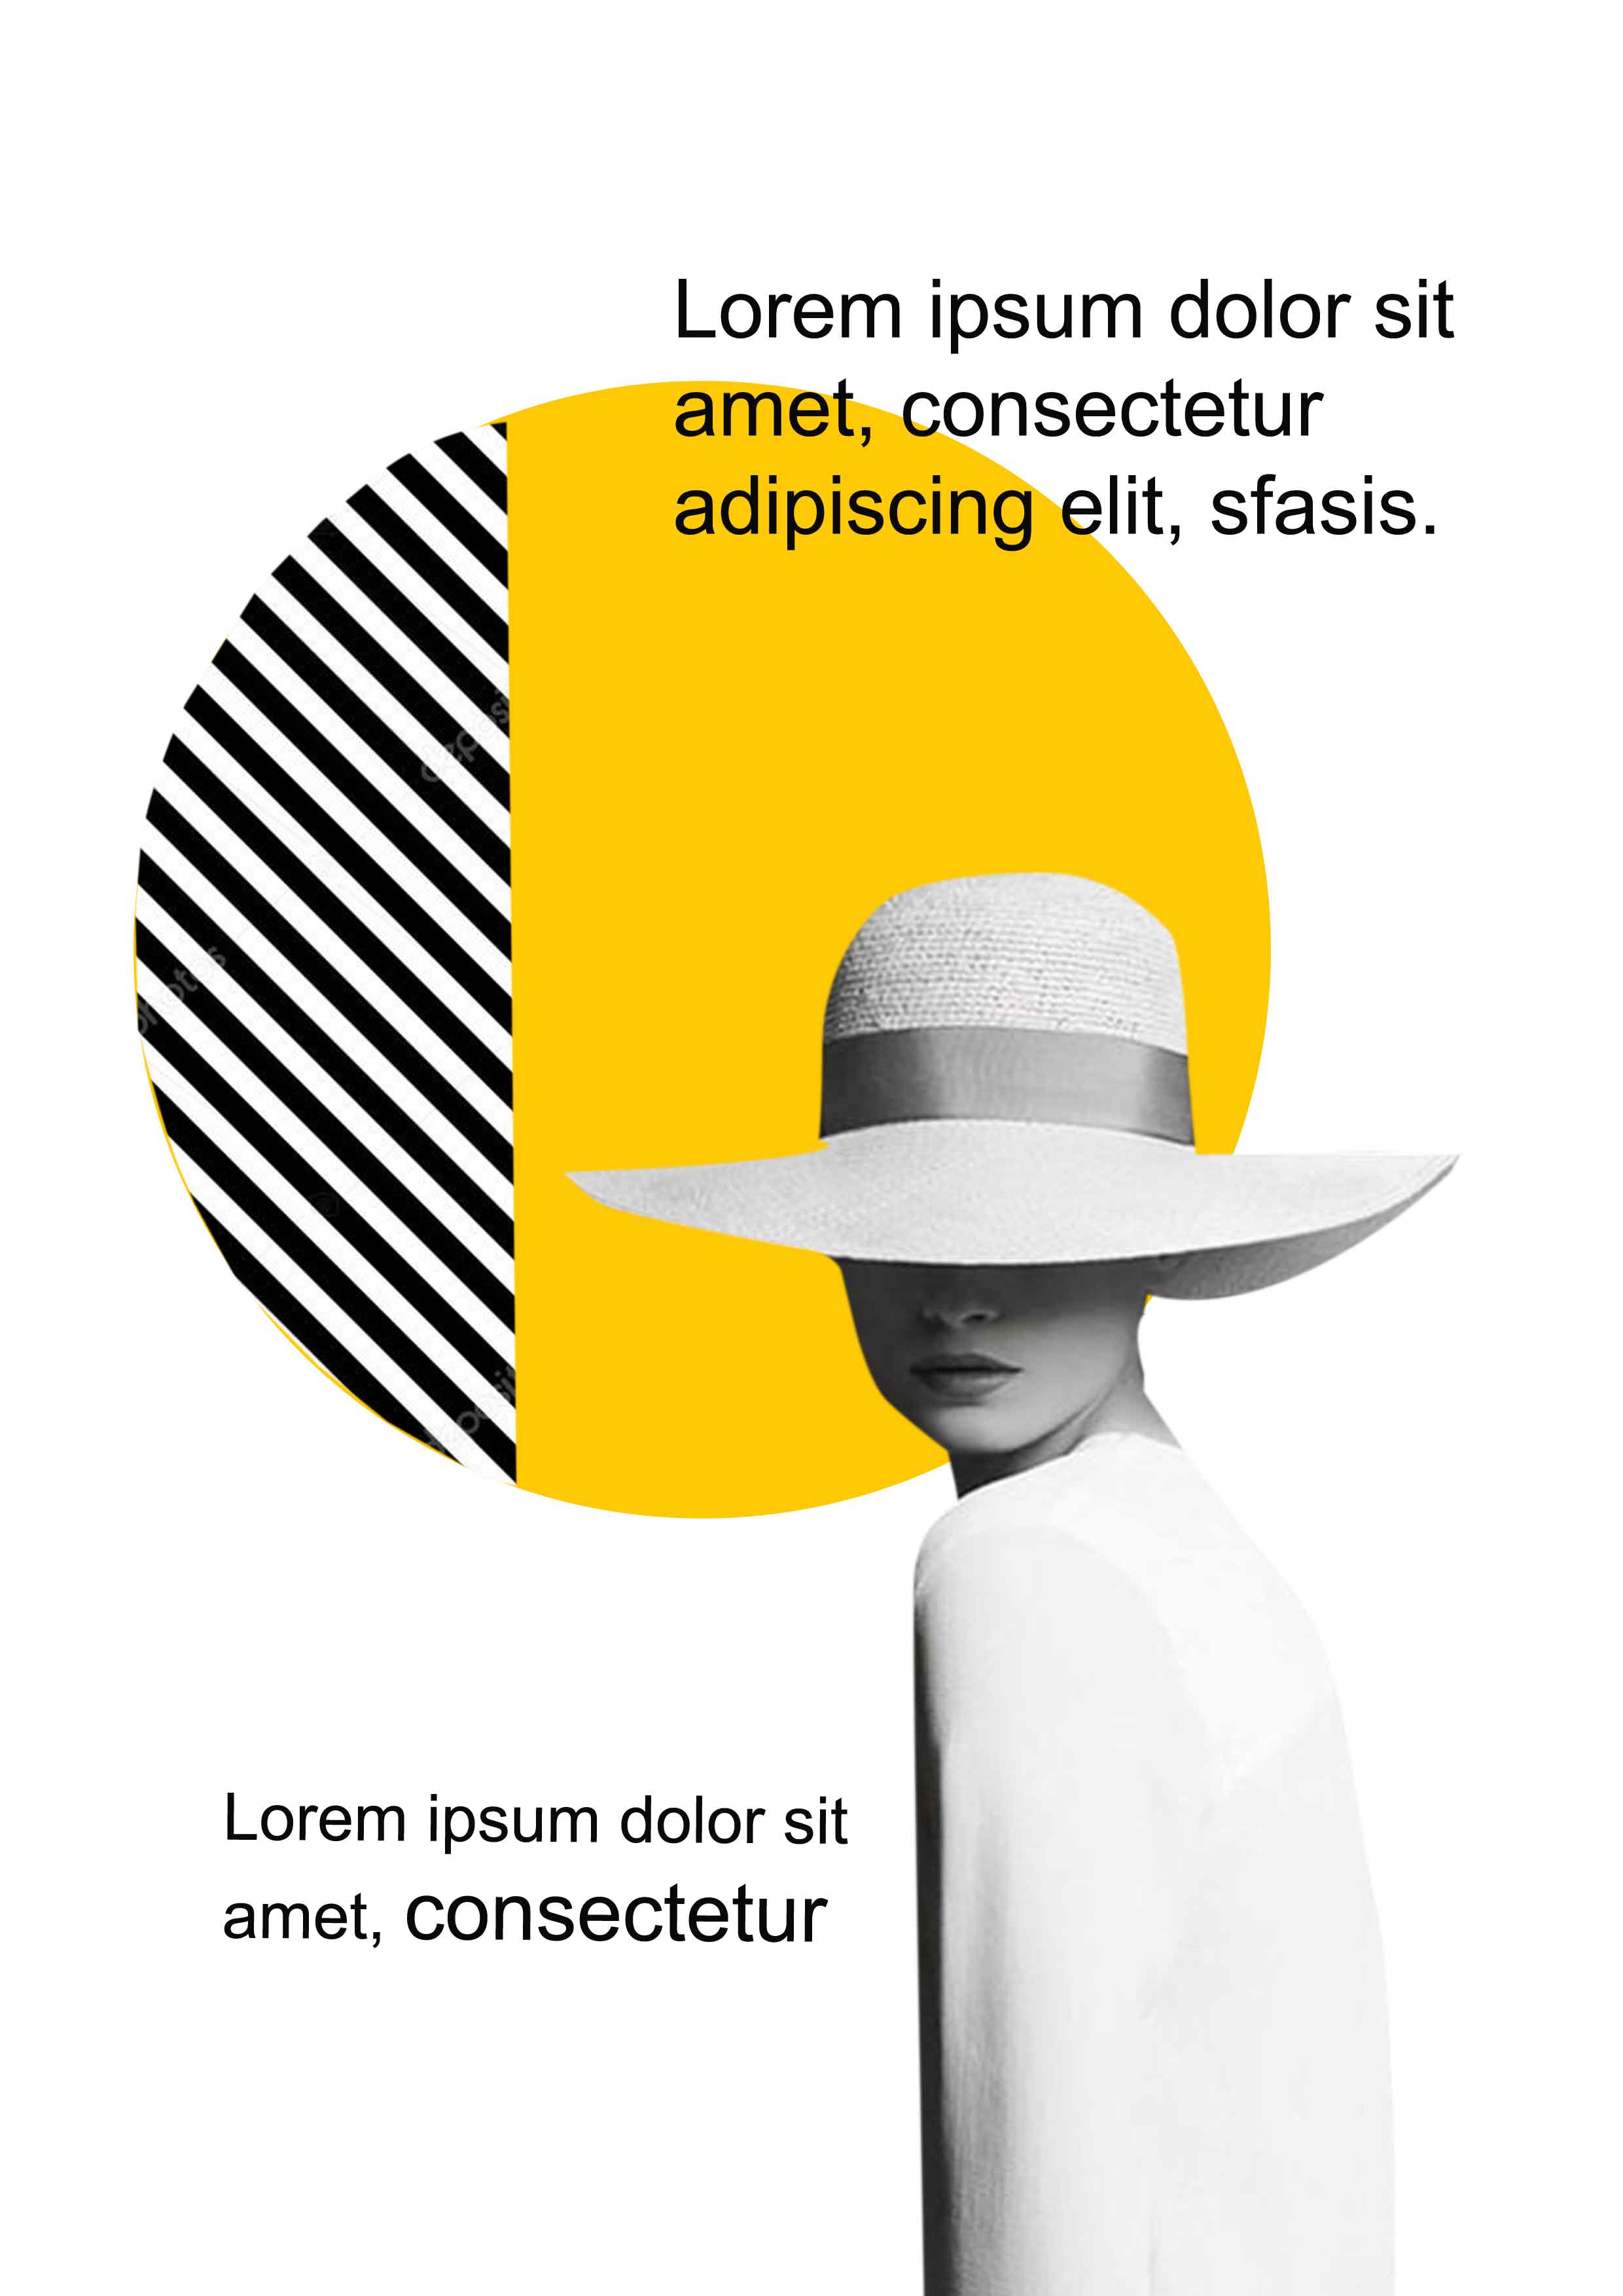 Lorem ipsum dolor sit
amet, consectetur
adipiscing elit, sfasis.
Lorem ipsum dolor sit
amet, consectetur